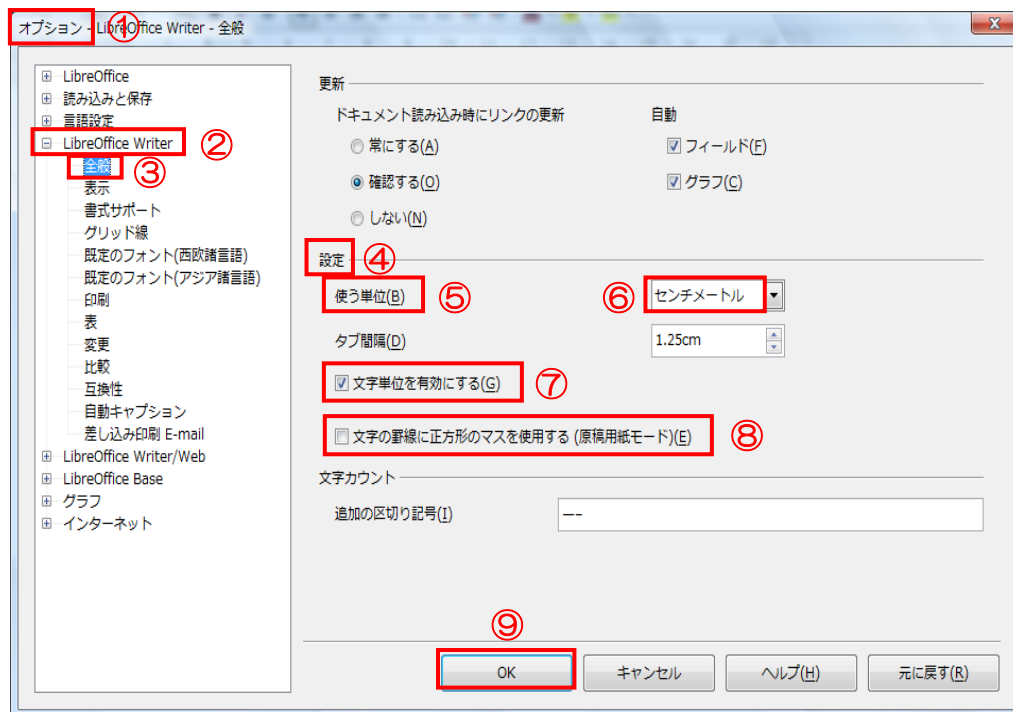 オプション - LibreOffice Writer - 全般
①
x
LibreOffice
読み込みと保存
言語設定
LibreOffice Writer
②
全般
③
表示
書式サポート
グリッド線
既定のフォント(西欧諸言語)
既定のフォント(アジア諸言語)
印刷
表
変更
比較
互換性
自動キャプション
差し込み印刷 E-mail
LibreOffice Writer/Web
LibreOffice Base
グラフ
インターネット
更新
ドキュメント読み込み時にリンクの更新
自動
常にする(A)
フィールド(F)
確認する(O)
グラフ(C)
しない(N)
設定
④
使う単位(B)
⑤
⑥
センチメートル
タブ間隔(D)
1.25cm
文字単位を有効にする(G)
⑦
文字の罫線に正方形のマスを使用する (原稿用紙モード)(E)
⑧
文字カウント
追加の区切り記号(I)
—–
⑨
OK
キャンセル
ヘルプ(H)
元に戻す(R)